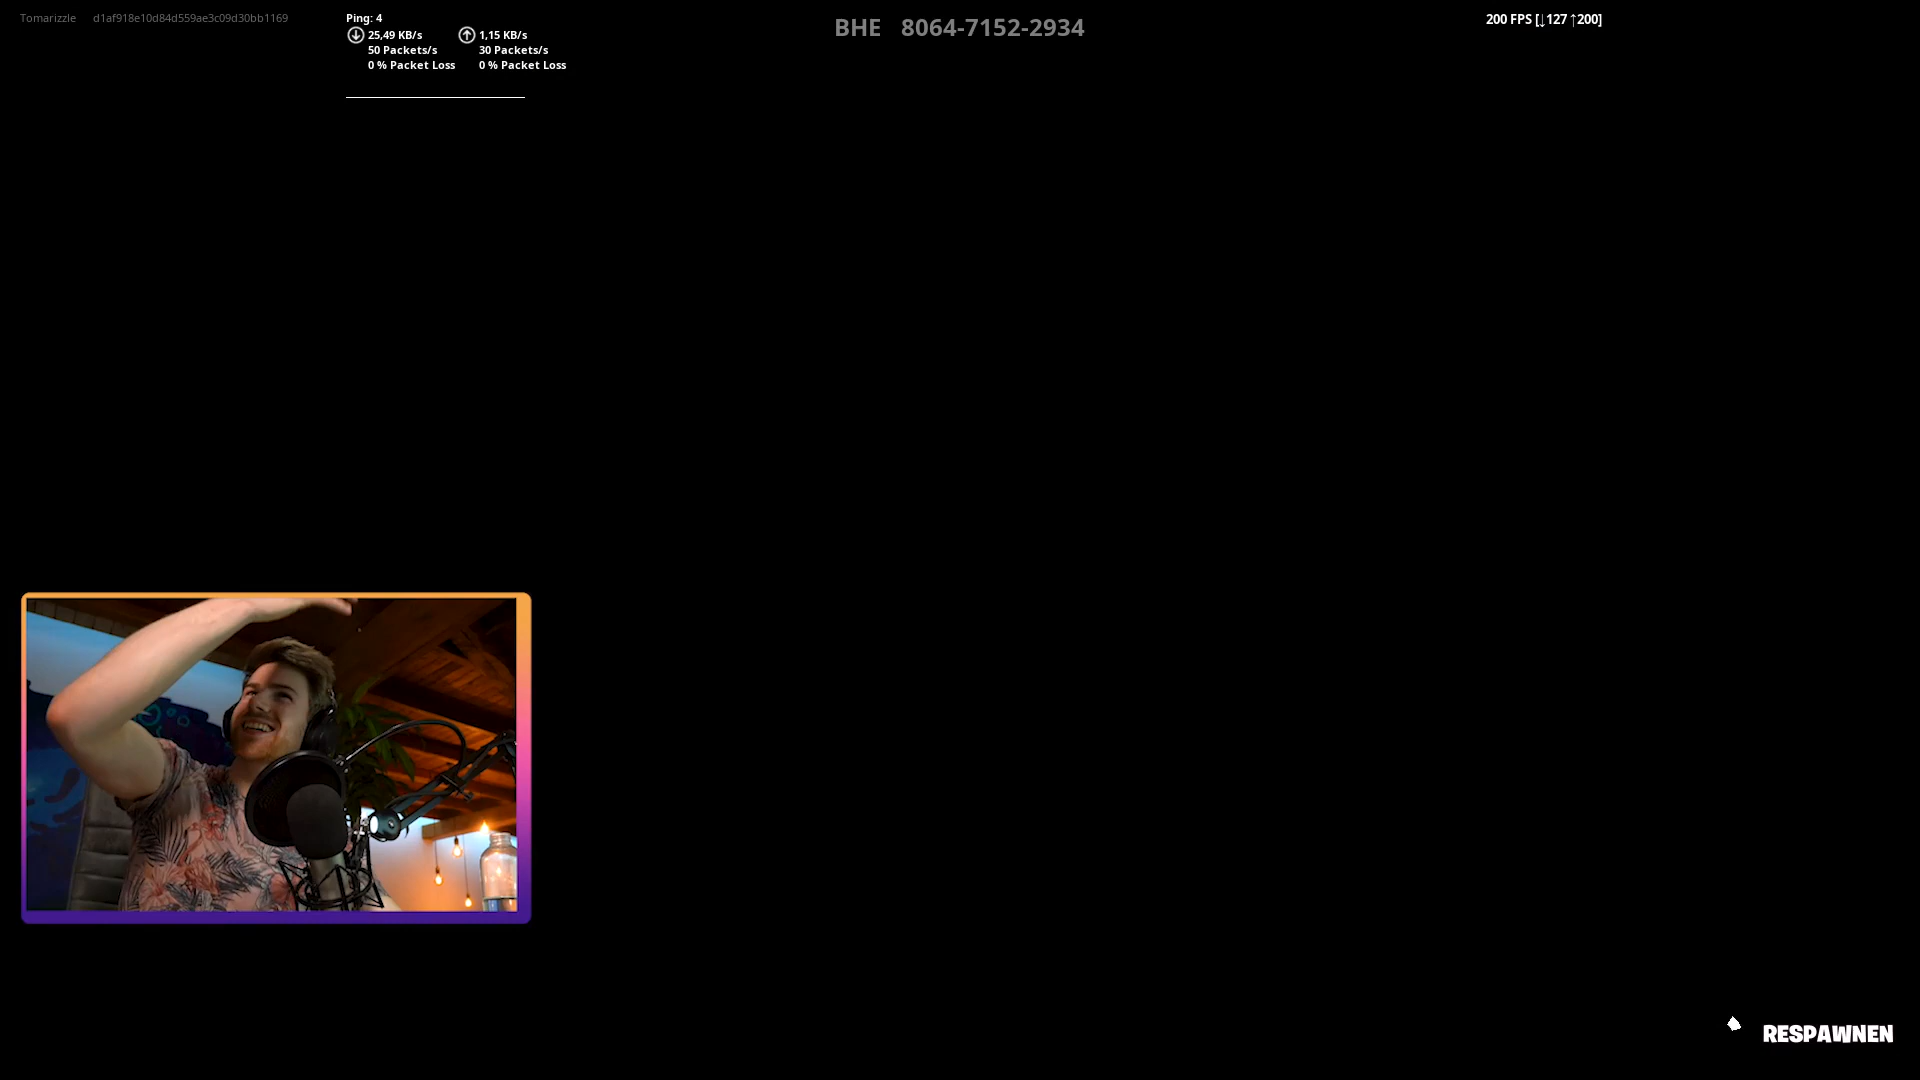 Tomarizzle d1af918e10d84d559ae3c09d30bb1169
Ping: 4
25,49 KB/s 1,15 KB/s
50 Packets/s 30 Packets/s
0 % Packet Loss 0 % Packet Loss
BHE 8064-7152-2934
200 FPS [↓127 ↑200]
RESPAWNEN